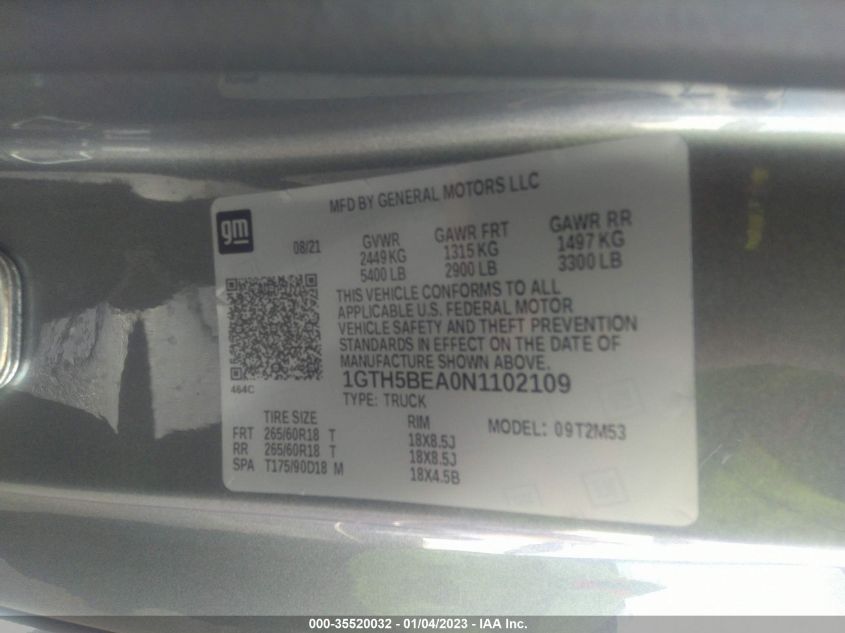 MFD BY GENERAL MOTORS LLC
gm
08/21
GVWR GAWR FRT GAWR RR
2449 KG 1315 KG 1497 KG
5400 LB 2900 LB 3300 LB
THIS VEHICLE CONFORMS TO ALL
APPLICABLE U.S. FEDERAL MOTOR
VEHICLE SAFETY AND THEFT PREVENTION
STANDARDS IN EFFECT ON THE DATE OF
MANUFACTURE SHOWN ABOVE.
464C
1GTH5BEA0N1102109
TYPE: TRUCK
TIRE SIZE RIM MODEL: 09T2M53
FRT 265/60R18 T 18X8.5J
RR 265/60R18 T 18X8.5J
SPA T175/90D18 M 18X4.5B
000-35520032 - 01/04/2023 - IAA Inc.